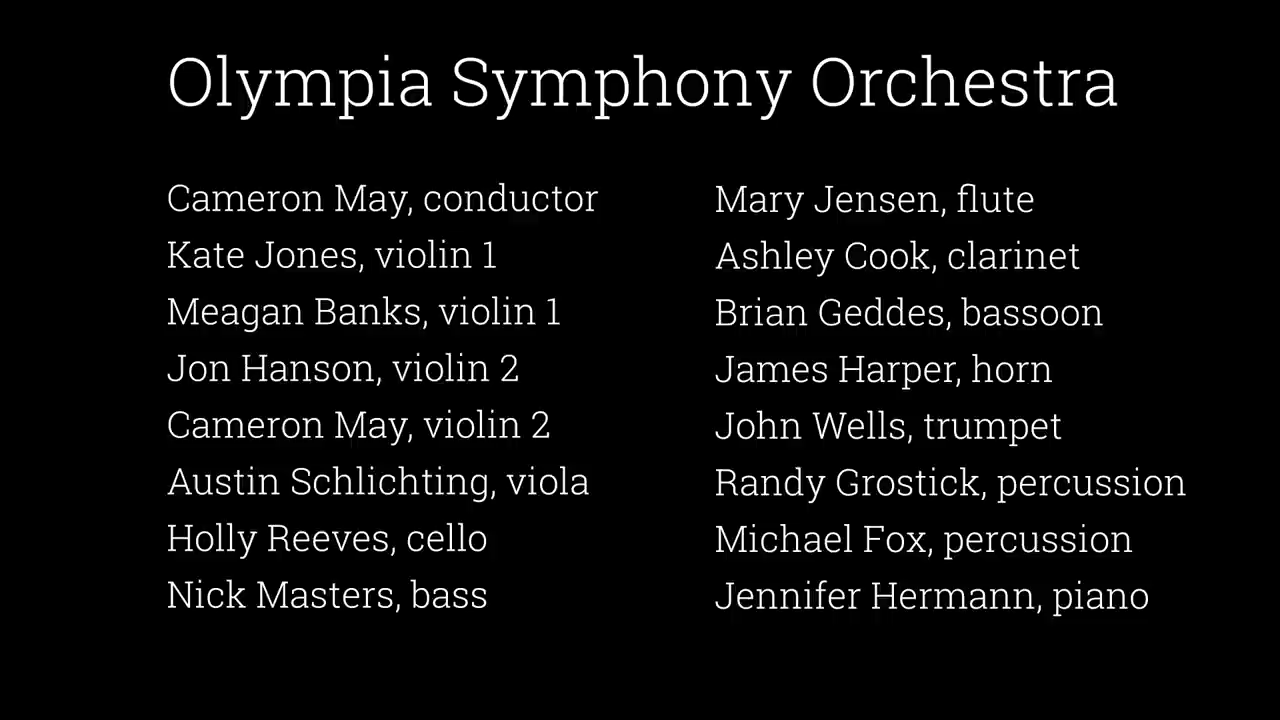 Olympia Symphony Orchestra
Cameron May, conductor
Kate Jones, violin 1
Meagan Banks, violin 1
Jon Hanson, violin 2
Cameron May, violin 2
Austin Schlichting, viola
Holly Reeves, cello
Nick Masters, bass
Mary Jensen, flute
Ashley Cook, clarinet
Brian Geddes, bassoon
James Harper, horn
John Wells, trumpet
Randy Grostick, percussion
Michael Fox, percussion
Jennifer Hermann, piano